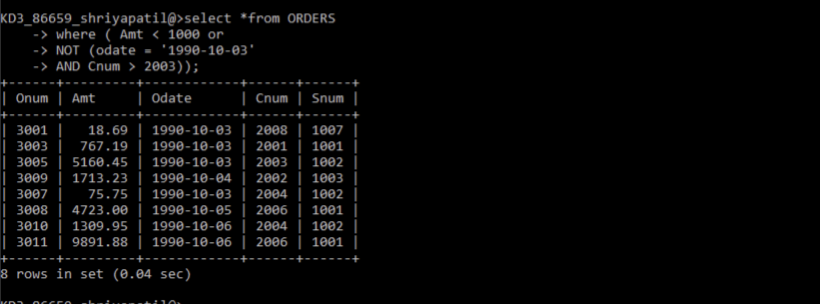 KD3_86659_shriyapatil@>select *from ORDERS
    -> where ( Amt < 1000 or
    -> NOT (odate = '1990-10-03'
    -> AND Cnum > 2003));
+------+---------+------------+------+------+
| Onum | Amt     | Odate      | Cnum | Snum |
+------+---------+------------+------+------+
| 3001 |   18.69 | 1990-10-03 | 2008 | 1007 |
| 3003 |  767.19 | 1990-10-03 | 2001 | 1001 |
| 3005 | 5160.45 | 1990-10-03 | 2003 | 1002 |
| 3009 | 1713.23 | 1990-10-04 | 2002 | 1003 |
| 3007 |   75.75 | 1990-10-03 | 2004 | 1002 |
| 3008 | 4723.00 | 1990-10-05 | 2006 | 1001 |
| 3010 | 1309.95 | 1990-10-06 | 2004 | 1002 |
| 3011 | 9891.88 | 1990-10-06 | 2006 | 1001 |
+------+---------+------------+------+------+
8 rows in set (0.04 sec)